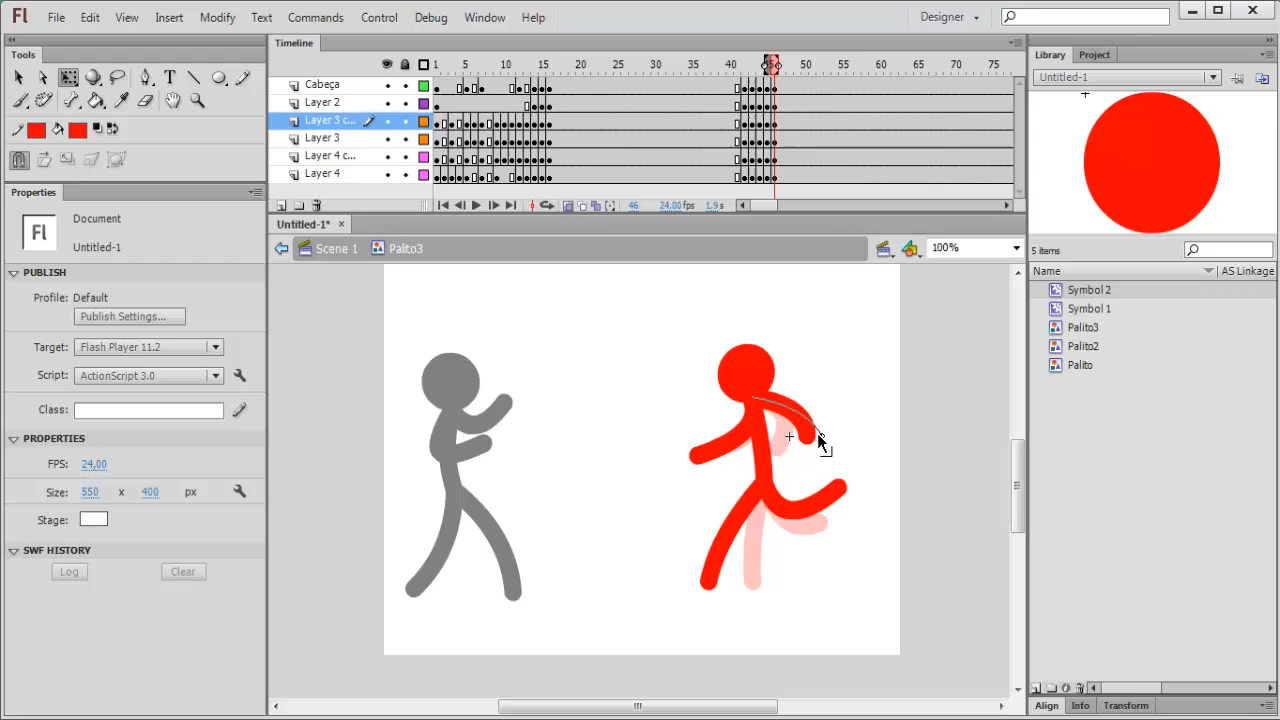 Fl File Edit View Insert Modify Text Commands Control Debug Window Help Designer
Tools
Timeline
Library Project
1 5 10 15 20 25 30 35 40 45 50 55 60 65 70 75
Untitled-1
Cabeça
Layer 2
Layer 3 c...
Layer 3
Layer 4 c...
Layer 4
46 24,00 fps 1,9 s
Properties
Fl
Document
Untitled-1
PUBLISH
Profile: Default
Publish Settings...
Target: Flash Player 11.2
Script: ActionScript 3.0
Class:
PROPERTIES
FPS: 24,00
Size: 550 x 400 px
Stage:
SWF HISTORY
Log Clear
Untitled-1* ×
Scene 1 Palito3 100%
5 items
Name AS Linkage
Symbol 2
Symbol 1
Palito3
Palito2
Palito
Align Info Transform